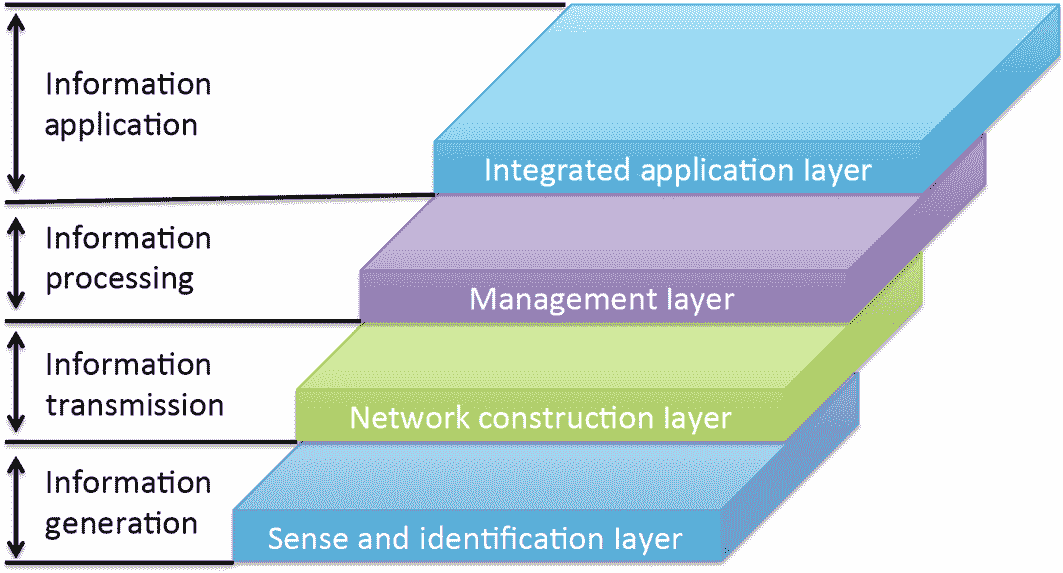 Information
application
Integrated application layer
Information
processing
Management layer
Information
transmission
Network construction layer
Information
generation
Sense and identification layer